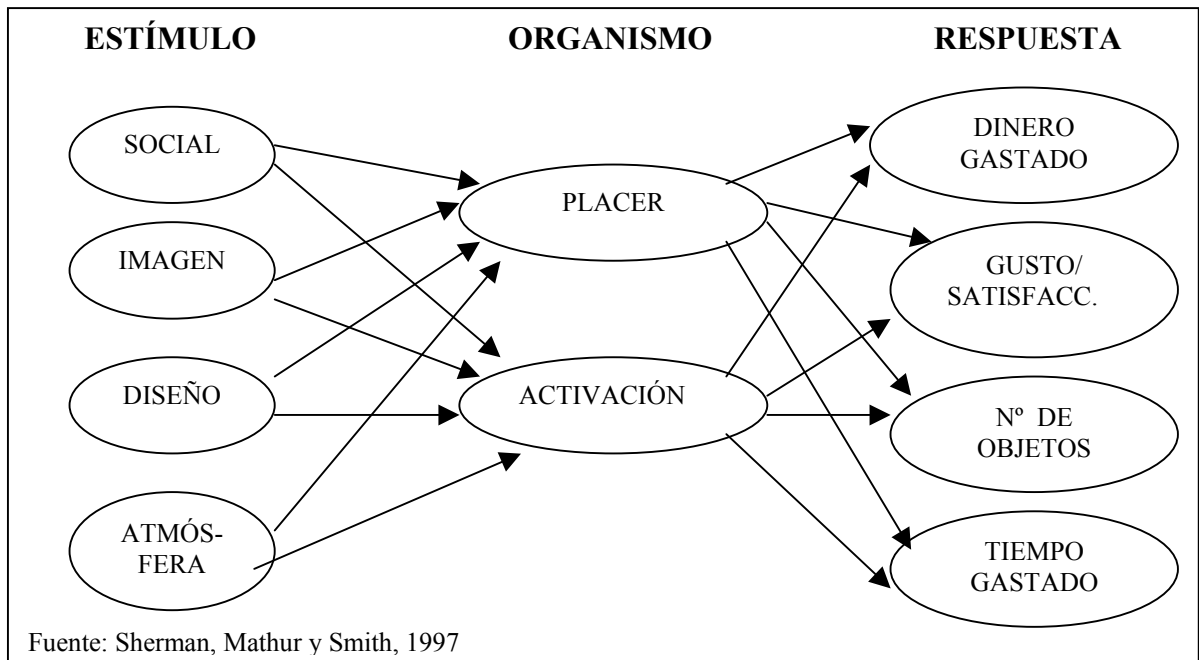 ESTÍMULO ORGANISMO RESPUESTA
SOCIAL
IMAGEN
DISEÑO
ATMÓS-
FERA
PLACER
ACTIVACIÓN
DINERO
GASTADO
GUSTO/
SATISFACC.
Nº DE
OBJETOS
TIEMPO
GASTADO
Fuente: Sherman, Mathur y Smith, 1997